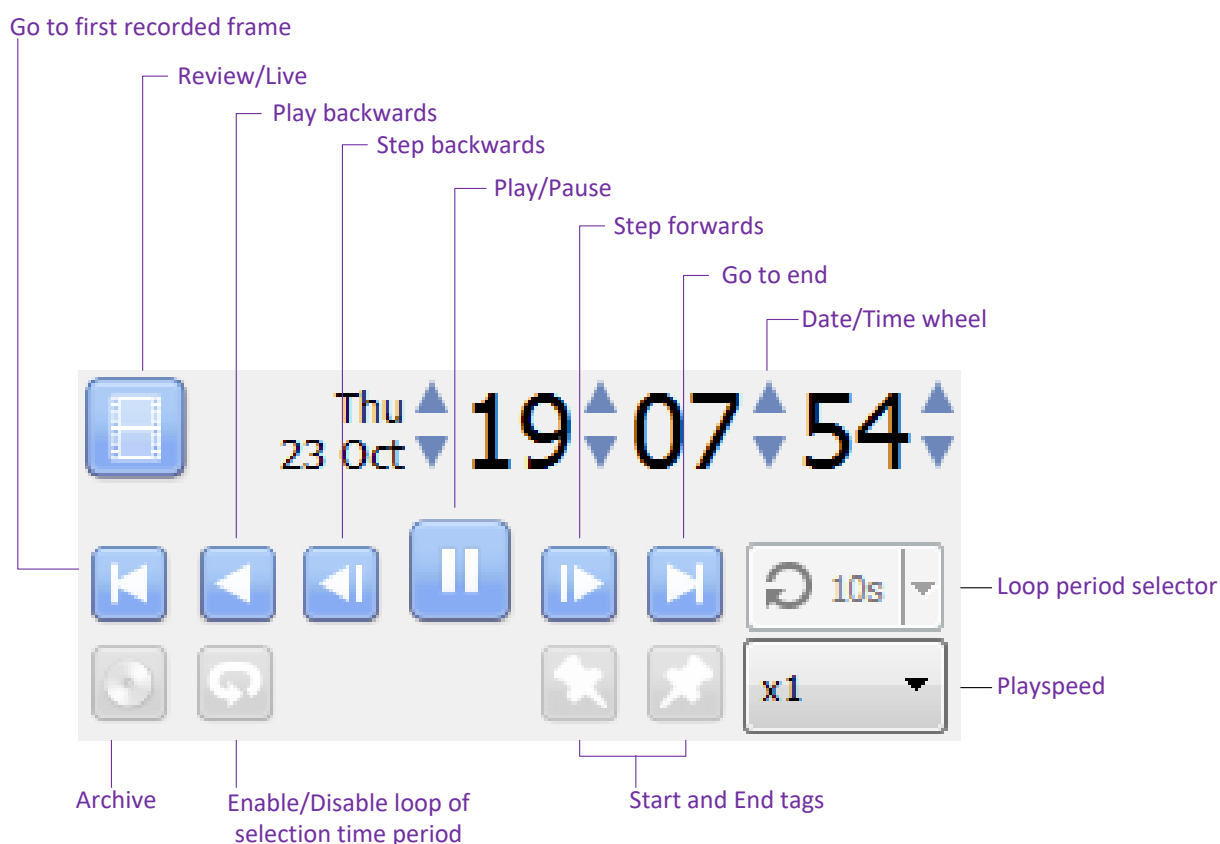 Go to first recorded frame
Review/Live
Play backwards
Step backwards
Play/Pause
Step forwards
Go to end
Date/Time wheel
Thu
23 Oct
19 07 54
10s
Loop period selector
x1
Playspeed
Archive
Enable/Disable loop of
selection time period
Start and End tags